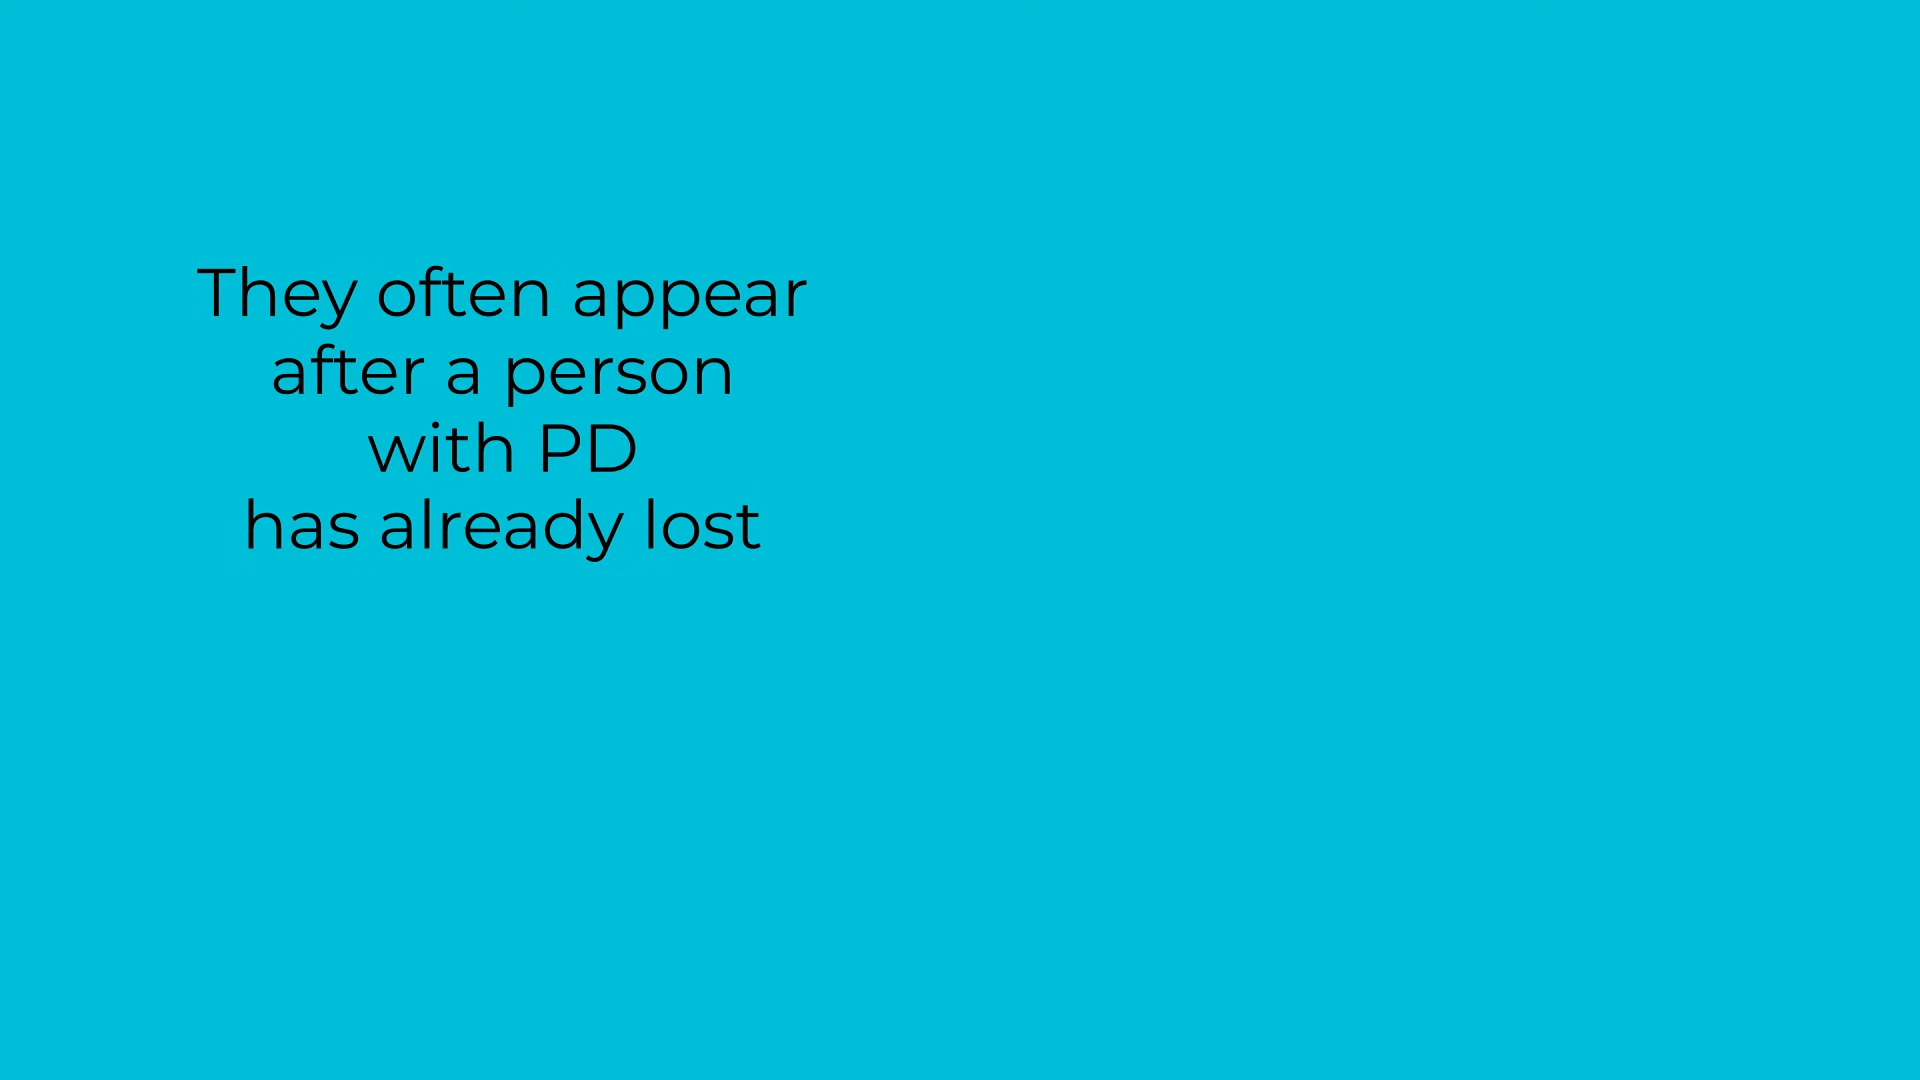 They often appear
after a person
with PD
has already lost